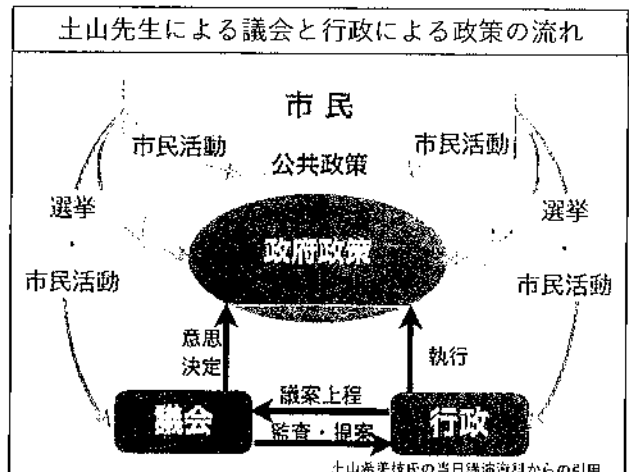 土山先生による議会と行政による政策の流れ
市民
市民活動
市民活動
公共政策
選挙
選挙
政府政策
市民活動
市民活動
意思
決定
執行
議案上程
議会
行政
監査・提案
土山希美枝氏の当日講演資料からの引用